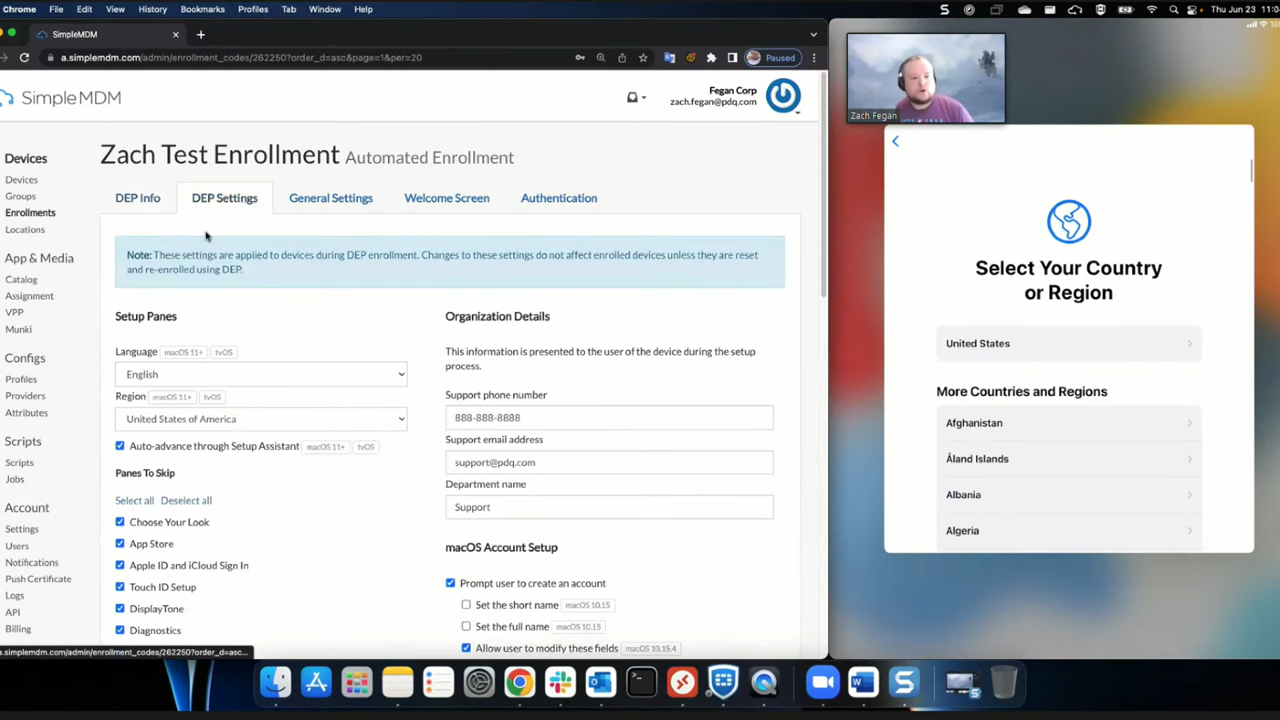 Chrome File Edit View History Bookmarks Profiles Tab Window Help
Thu Jun 23
SimpleMDM
a.simplemdm.com/admin/enrollment_codes/262250?order_d=asc&page=1&per=20
Paused
SimpleMDM
Fegan Corp
zach.fegan@pdq.com
Devices
Devices
Groups
Enrollments
Locations
App & Media
Catalog
Assignment
VPP
Munki
Configs
Profiles
Providers
Attributes
Scripts
Scripts
Jobs
Account
Settings
Users
Notifications
Push Certificate
Logs
API
Billing
Zach Test Enrollment Automated Enrollment
DEP Info DEP Settings General Settings Welcome Screen Authentication
Note: These settings are applied to devices during DEP enrollment. Changes to these settings do not affect enrolled devices unless they are reset
and re-enrolled using DEP.
Setup Panes
Language macOS 11+ tvOS
English
Region macOS 11+ tvOS
United States of America
Auto-advance through Setup Assistant macOS 11+ tvOS
Panes To Skip
Select all Deselect all
Choose Your Look
App Store
Apple ID and iCloud Sign In
Touch ID Setup
DisplayTone
Diagnostics
Organization Details
This information is presented to the user of the device during the setup
process.
Support phone number
888-888-8888
Support email address
support@pdq.com
Department name
Support
macOS Account Setup
Prompt user to create an account
Set the short name macOS 10.15
Set the full name macOS 10.15
Allow user to modify these fields macOS 10.15.4
a.simplemdm.com/admin/enrollment_codes/262250?order_d=asc...
Zach Fegan
Select Your Country
or Region
United States
More Countries and Regions
Afghanistan
Åland Islands
Albania
Algeria